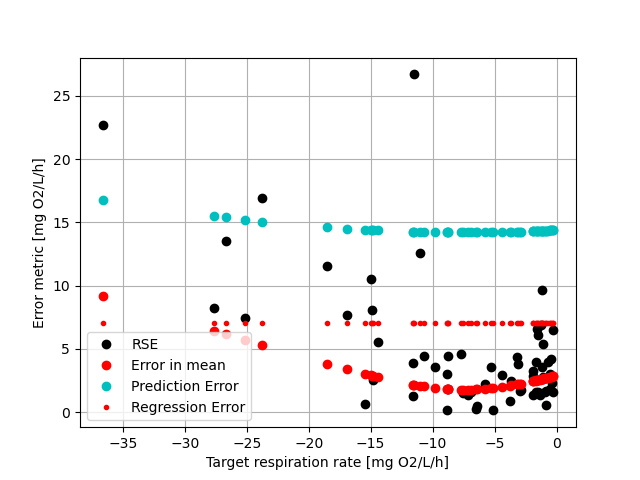 25
20
15
10
5
0
Error metric [mg O2/L/h]
RSE
Error in mean
Prediction Error
Regression Error
−35 −30 −25 −20 −15 −10 −5 0
Target respiration rate [mg O2/L/h]